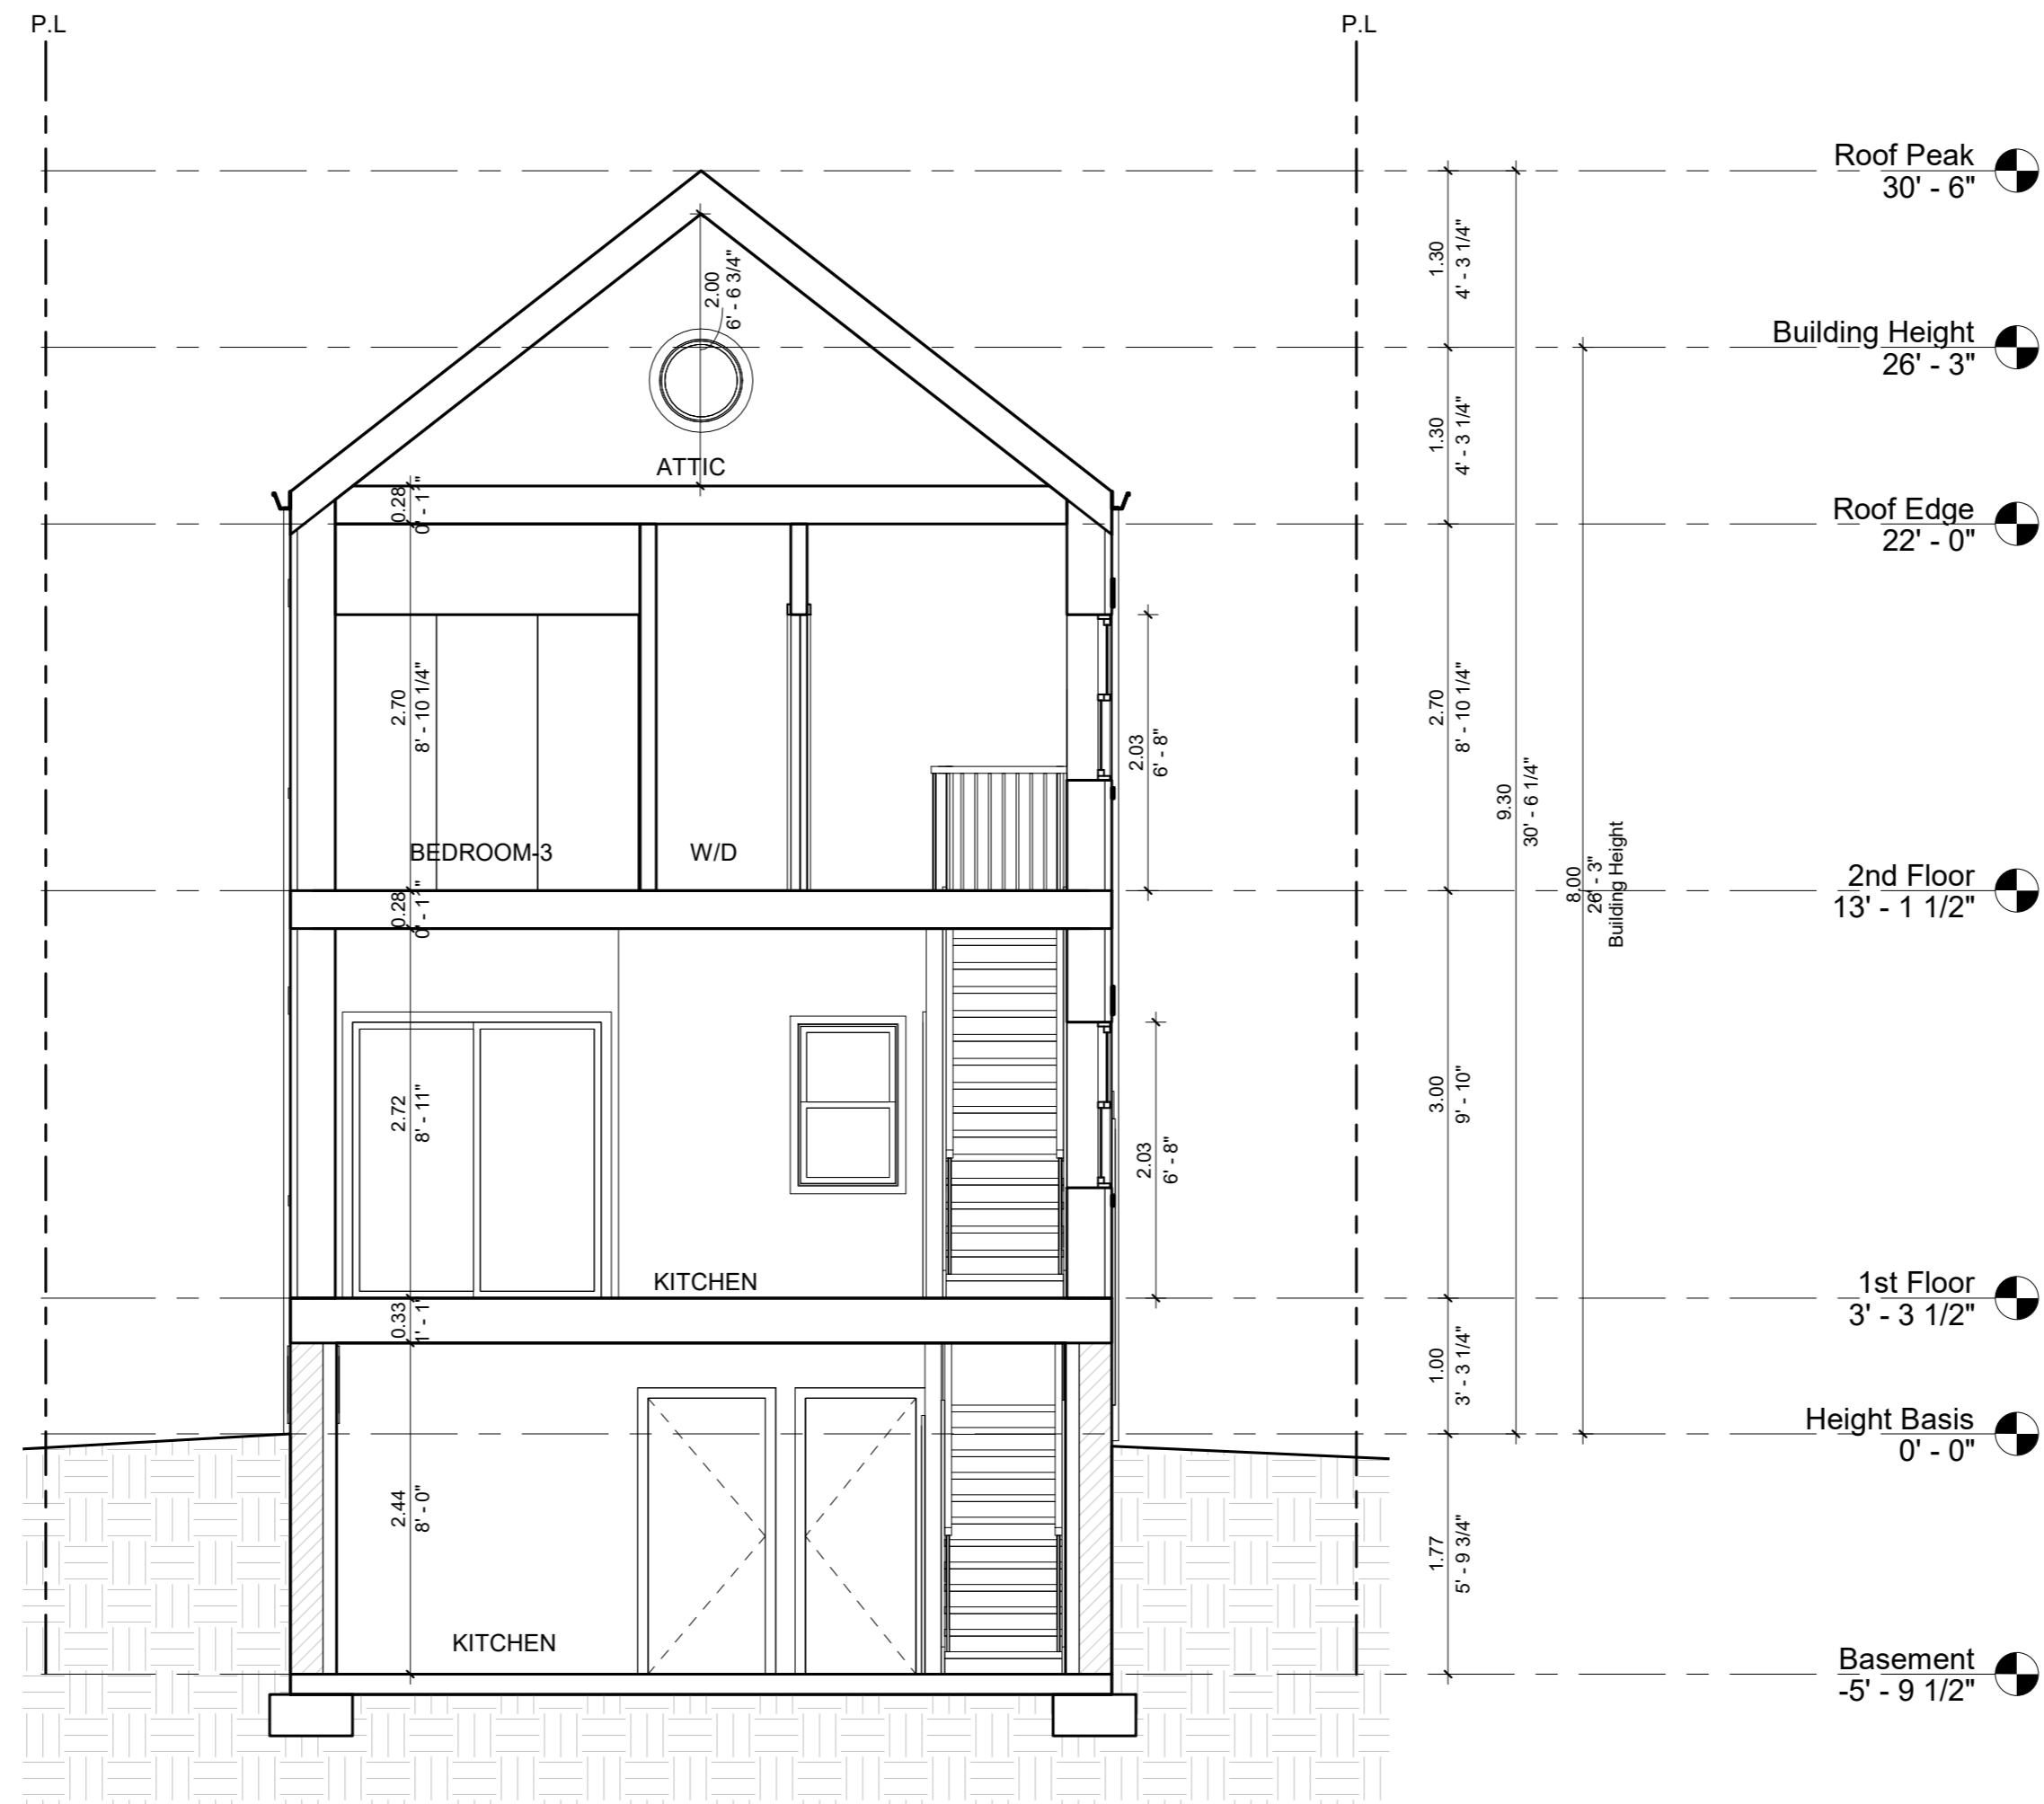 P.L
P.L
Roof Peak
30' - 6"
1.30
4' - 3 1/4"
2.00
6' - 6 3/4"
Building Height
26' - 3"
1.30
4' - 3 1/4"
ATTIC
0.28
0' - 11"
Roof Edge
22' - 0"
2.70
8' - 10 1/4"
2.03
6' - 8"
2.70
8' - 10 1/4"
9.30
30' - 6 1/4"
8.00
26' - 3"
Building Height
BEDROOM-3
W/D
2nd Floor
13' - 1 1/2"
0.28
0' - 11"
2.72
8' - 11"
2.03
6' - 8"
3.00
9' - 10"
KITCHEN
1st Floor
3' - 3 1/2"
0.33
1' - 1"
1.00
3' - 3 1/4"
Height Basis
0' - 0"
2.44
8' - 0"
1.77
5' - 9 3/4"
KITCHEN
Basement
-5' - 9 1/2"